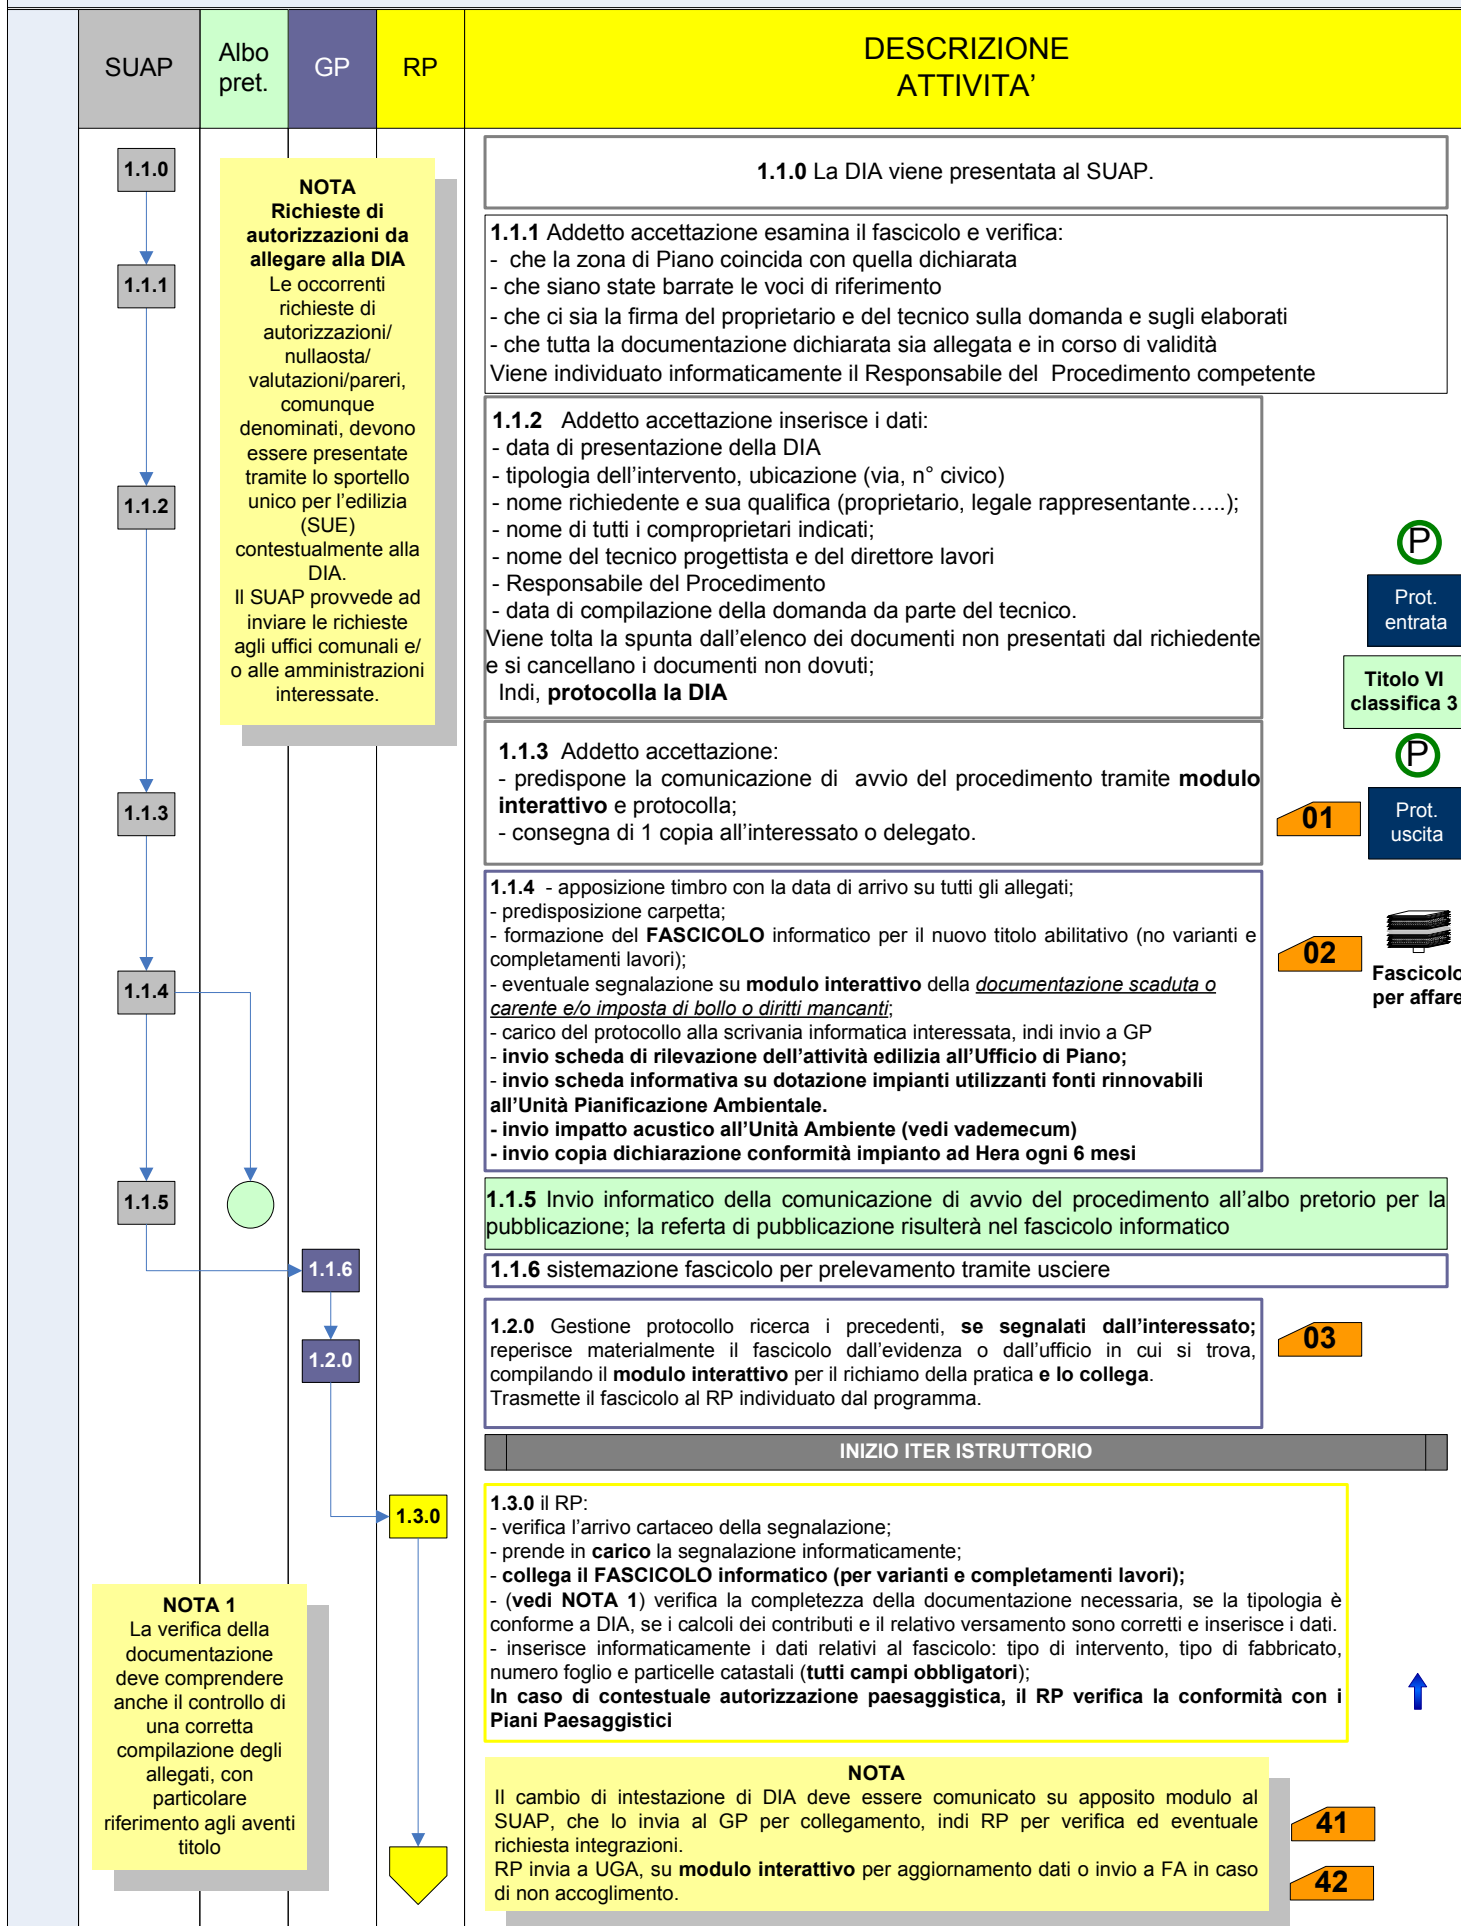 SUAP
Albo
pret.
GP
RP
DESCRIZIONE
ATTIVITA'
1.1.0
1.1.1
1.1.2
1.1.3
1.1.4
1.1.5
1.1.6
1.2.0
1.3.0
NOTA
Richieste di
autorizzazioni da
allegare alla DIA
Le occorrenti
richieste di
autorizzazioni/
nullaosta/
valutazioni/pareri,
comunque
denominati, devono
essere presentate
tramite lo sportello
unico per l'edilizia
(SUE)
contestualmente alla
DIA.
Il SUAP provvede ad
inviare le richieste
agli uffici comunali e/
o alle amministrazioni
interessate.
1.1.0 La DIA viene presentata al SUAP.
1.1.1 Addetto accettazione esamina il fascicolo e verifica:
- che la zona di Piano coincida con quella dichiarata
- che siano state barrate le voci di riferimento
- che ci sia la firma del proprietario e del tecnico sulla domanda e sugli elaborati
- che tutta la documentazione dichiarata sia allegata e in corso di validità
Viene individuato informaticamente il Responsabile del Procedimento competente
1.1.2 Addetto accettazione inserisce i dati:
- data di presentazione della DIA
- tipologia dell'intervento, ubicazione (via, n° civico)
- nome richiedente e sua qualifica (proprietario, legale rappresentante…..);
- nome di tutti i comproprietari indicati;
- nome del tecnico progettista e del direttore lavori
- Responsabile del Procedimento
- data di compilazione della domanda da parte del tecnico.
Viene tolta la spunta dall'elenco dei documenti non presentati dal richiedente
e si cancellano i documenti non dovuti;
Indi, protocolla la DIA
P
Prot.
entrata
Titolo VI
classifica 3
1.1.3 Addetto accettazione:
- predispone la comunicazione di avvio del procedimento tramite modulo
interattivo e protocolla;
- consegna di 1 copia all'interessato o delegato.
01
P
Prot.
uscita
1.1.4 - apposizione timbro con la data di arrivo su tutti gli allegati;
- predisposizione carpetta;
- formazione del FASCICOLO informatico per il nuovo titolo abilitativo (no varianti e
completamenti lavori);
- eventuale segnalazione su modulo interattivo della documentazione scaduta o
carente e/o imposta di bollo o diritti mancanti;
- carico del protocollo alla scrivania informatica interessata, indi invio a GP
- invio scheda di rilevazione dell'attività edilizia all'Ufficio di Piano;
- invio scheda informativa su dotazione impianti utilizzanti fonti rinnovabili
all'Unità Pianificazione Ambientale.
- invio impatto acustico all'Unità Ambiente (vedi vademecum)
- invio copia dichiarazione conformità impianto ad Hera ogni 6 mesi
02
Fascicolo
per affare
1.1.5 Invio informatico della comunicazione di avvio del procedimento all'albo pretorio per la
pubblicazione; la referta di pubblicazione risulterà nel fascicolo informatico
1.1.6 sistemazione fascicolo per prelevamento tramite usciere
1.2.0 Gestione protocollo ricerca i precedenti, se segnalati dall'interessato;
reperisce materialmente il fascicolo dall'evidenza o dall'ufficio in cui si trova,
compilando il modulo interattivo per il richiamo della pratica e lo collega.
Trasmette il fascicolo al RP individuato dal programma.
03
INIZIO ITER ISTRUTTORIO
1.3.0 il RP:
- verifica l'arrivo cartaceo della segnalazione;
- prende in carico la segnalazione informaticamente;
- collega il FASCICOLO informatico (per varianti e completamenti lavori);
- (vedi NOTA 1) verifica la completezza della documentazione necessaria, se la tipologia è
conforme a DIA, se i calcoli dei contributi e il relativo versamento sono corretti e inserisce i dati.
- inserisce informaticamente i dati relativi al fascicolo: tipo di intervento, tipo di fabbricato,
numero foglio e particelle catastali (tutti campi obbligatori);
In caso di contestuale autorizzazione paesaggistica, il RP verifica la conformità con i
Piani Paesaggistici
NOTA 1
La verifica della
documentazione
deve comprendere
anche il controllo di
una corretta
compilazione degli
allegati, con
particolare
riferimento agli aventi
titolo
NOTA
Il cambio di intestazione di DIA deve essere comunicato su apposito modulo al
SUAP, che lo invia al GP per collegamento, indi RP per verifica ed eventuale
richiesta integrazioni.
RP invia a UGA, su modulo interattivo per aggiornamento dati o invio a FA in caso
di non accoglimento.
41
42